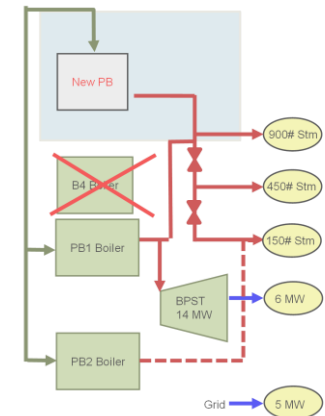 New PB
900# Stm
B4 Boiler
450# Stm
PB1 Boiler
150# Stm
BPST
14 MW
6 MW
PB2 Boiler
Grid
5 MW